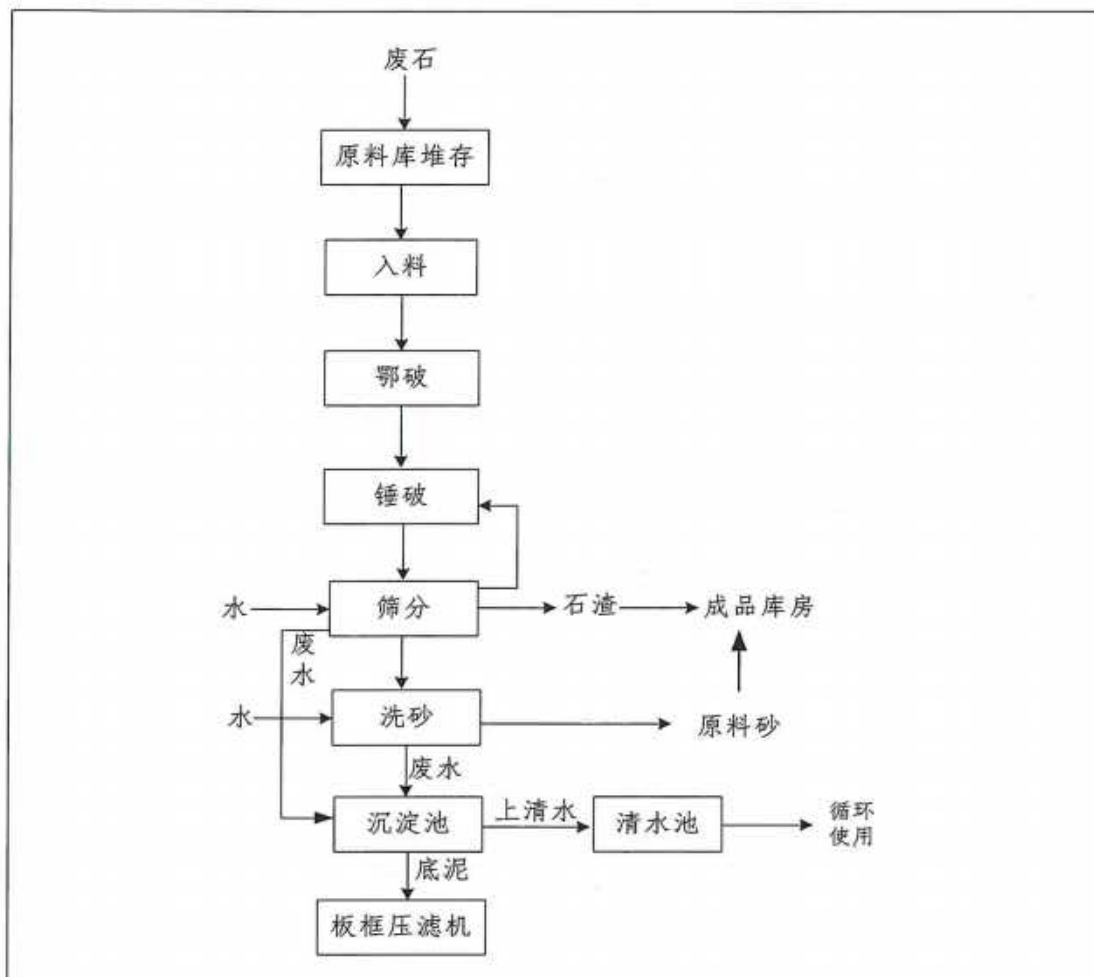 废石
原料库堆存
入料
鄂破
锤破
水
筛分
石渣
成品库房
废
水
水
洗砂
原料砂
废水
沉淀池
上清水
清水池
循环
使用
底泥
板框压滤机